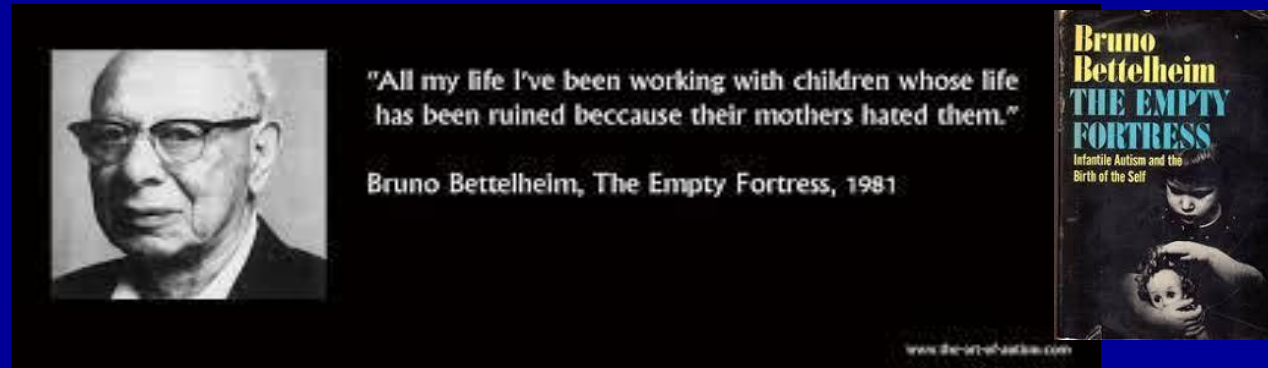 "All my life I've been working with children whose life
has been ruined beccause their mothers hated them."
Bruno Bettelheim, The Empty Fortress, 1981
www.the-art-of-autism.com
Bruno
Bettelheim
THE EMPTY
FORTRESS
Infantile Autism and the
Birth of the Self